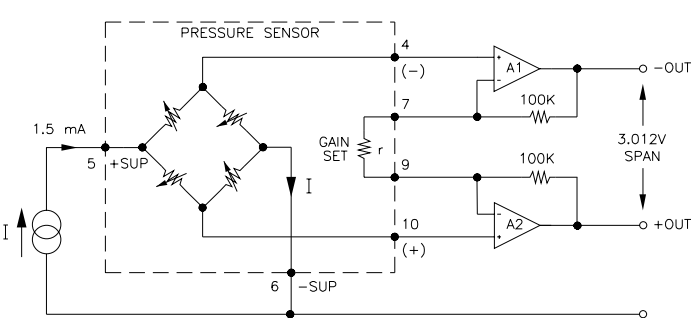 PRESSURE SENSOR
4
(-)
A1
-OUT
7
100K
1.5 mA
GAIN
SET
r
3.012V
SPAN
5
+SUP
9
100K
I
I
10
(+)
A2
+OUT
6
-SUP
+
-
-
+